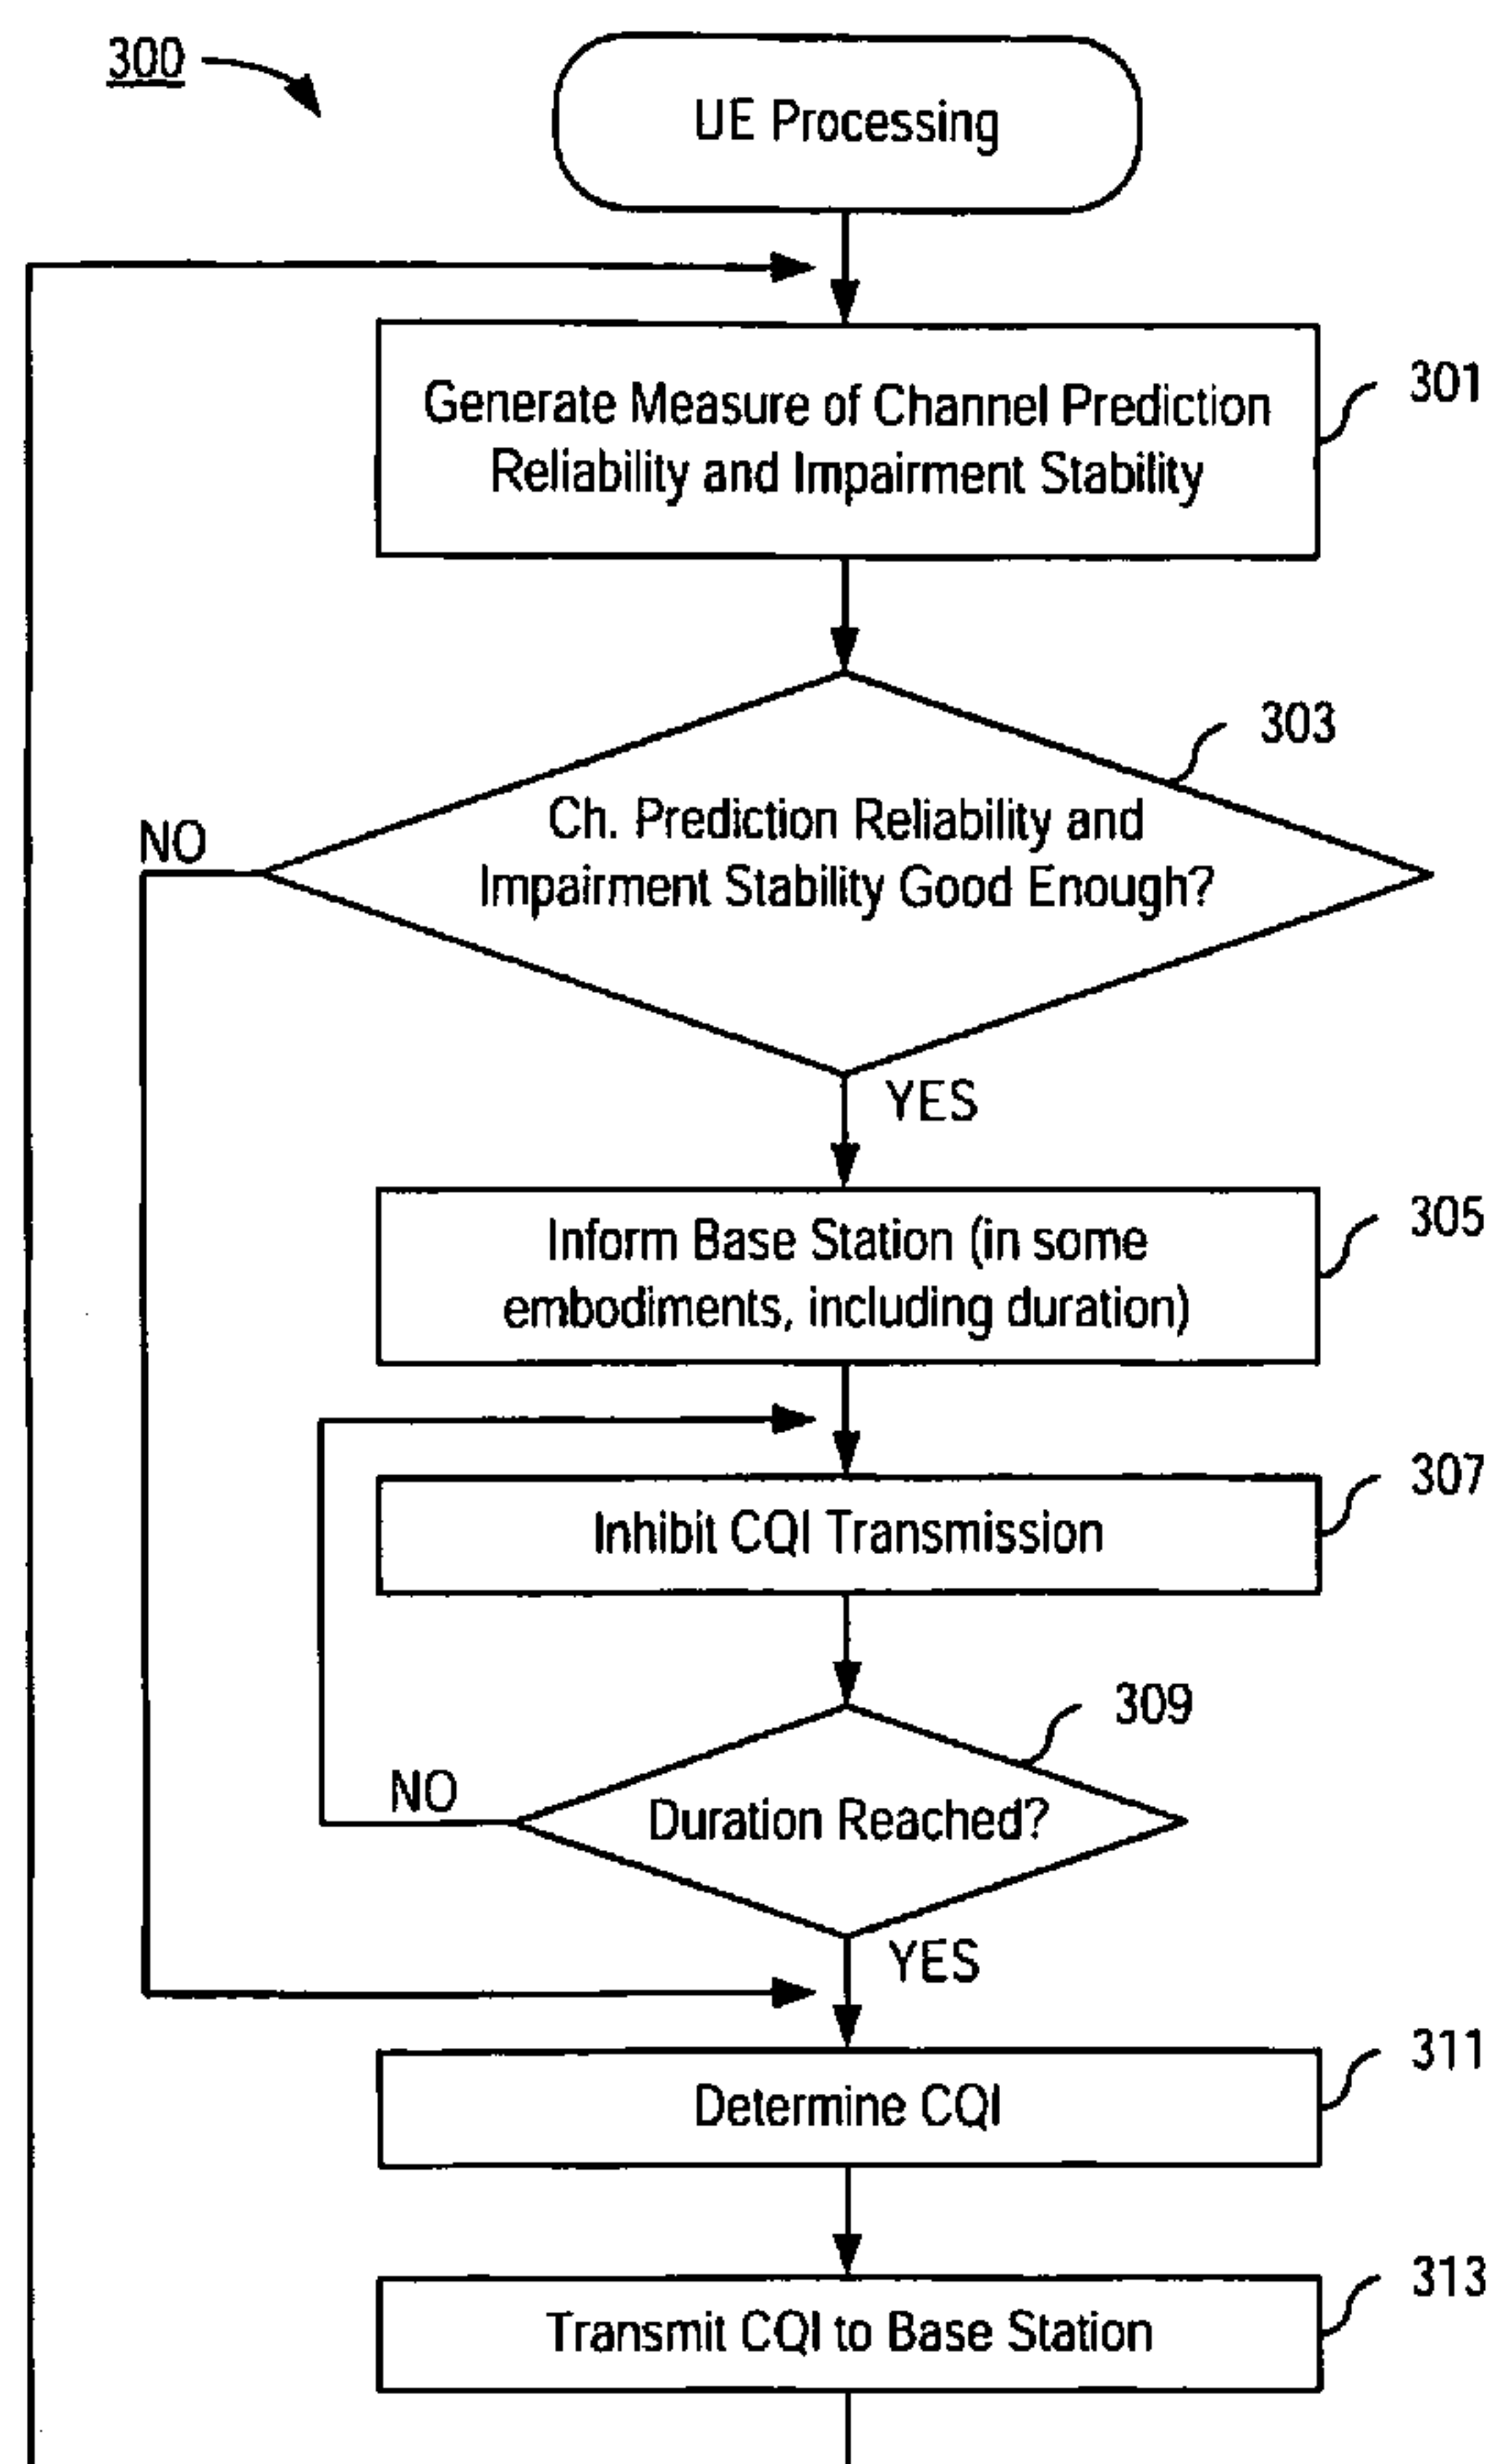 300
UE Processing
Generate Measure of Channel Prediction
Reliability and Impairment Stability
301
303
Ch. Prediction Reliability and
Impairment Stability Good Enough?
NO
YES
Inform Base Station (in some
embodiments, including duration)
305
Inhibit CQI Transmission
307
309
Duration Reached?
NO
YES
Determine CQI
311
Transmit CQI to Base Station
313